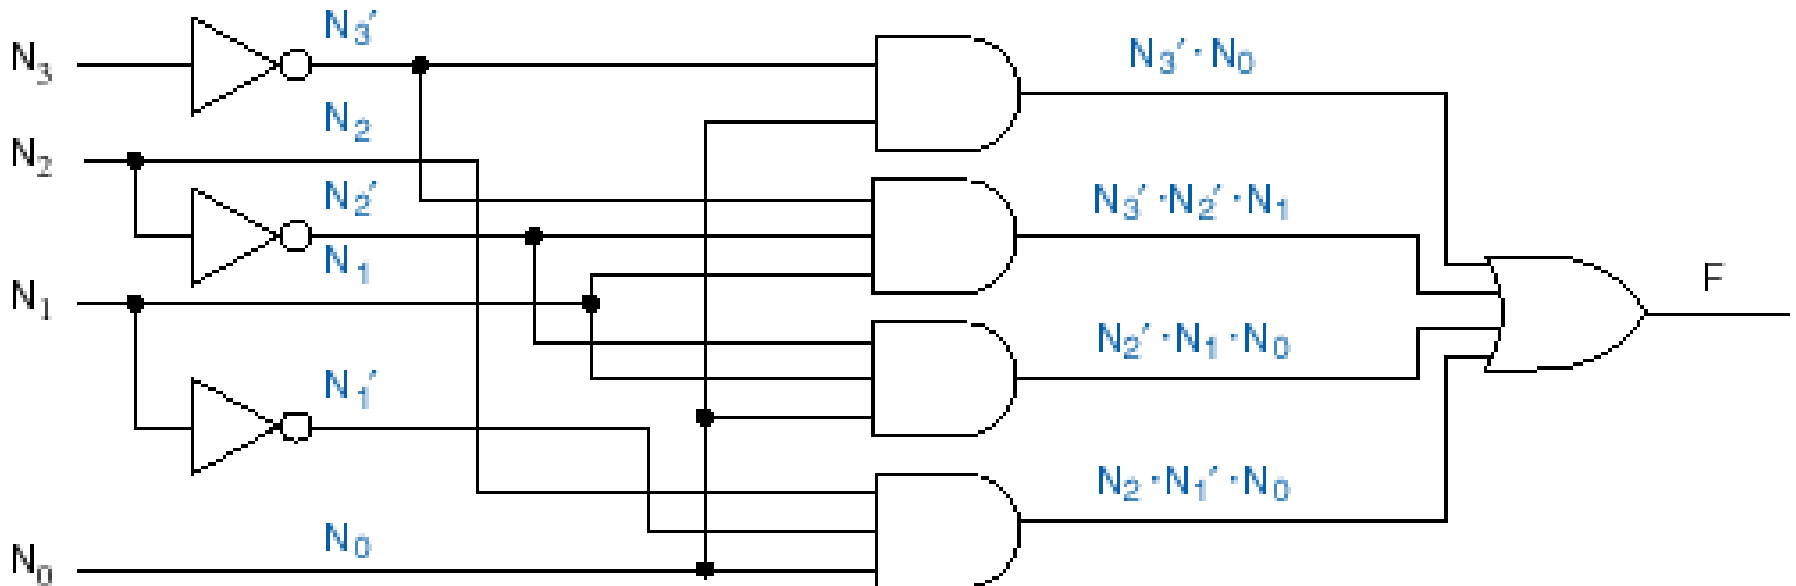 N₃′
N₃
N₃′ · N₀
N₂
N₂
N₂′
N₃′ · N₂′ · N₁
N₁
F
N₁
N₂′ · N₁ · N₀
N₁′
N₂ · N₁′ · N₀
N₀
N₀